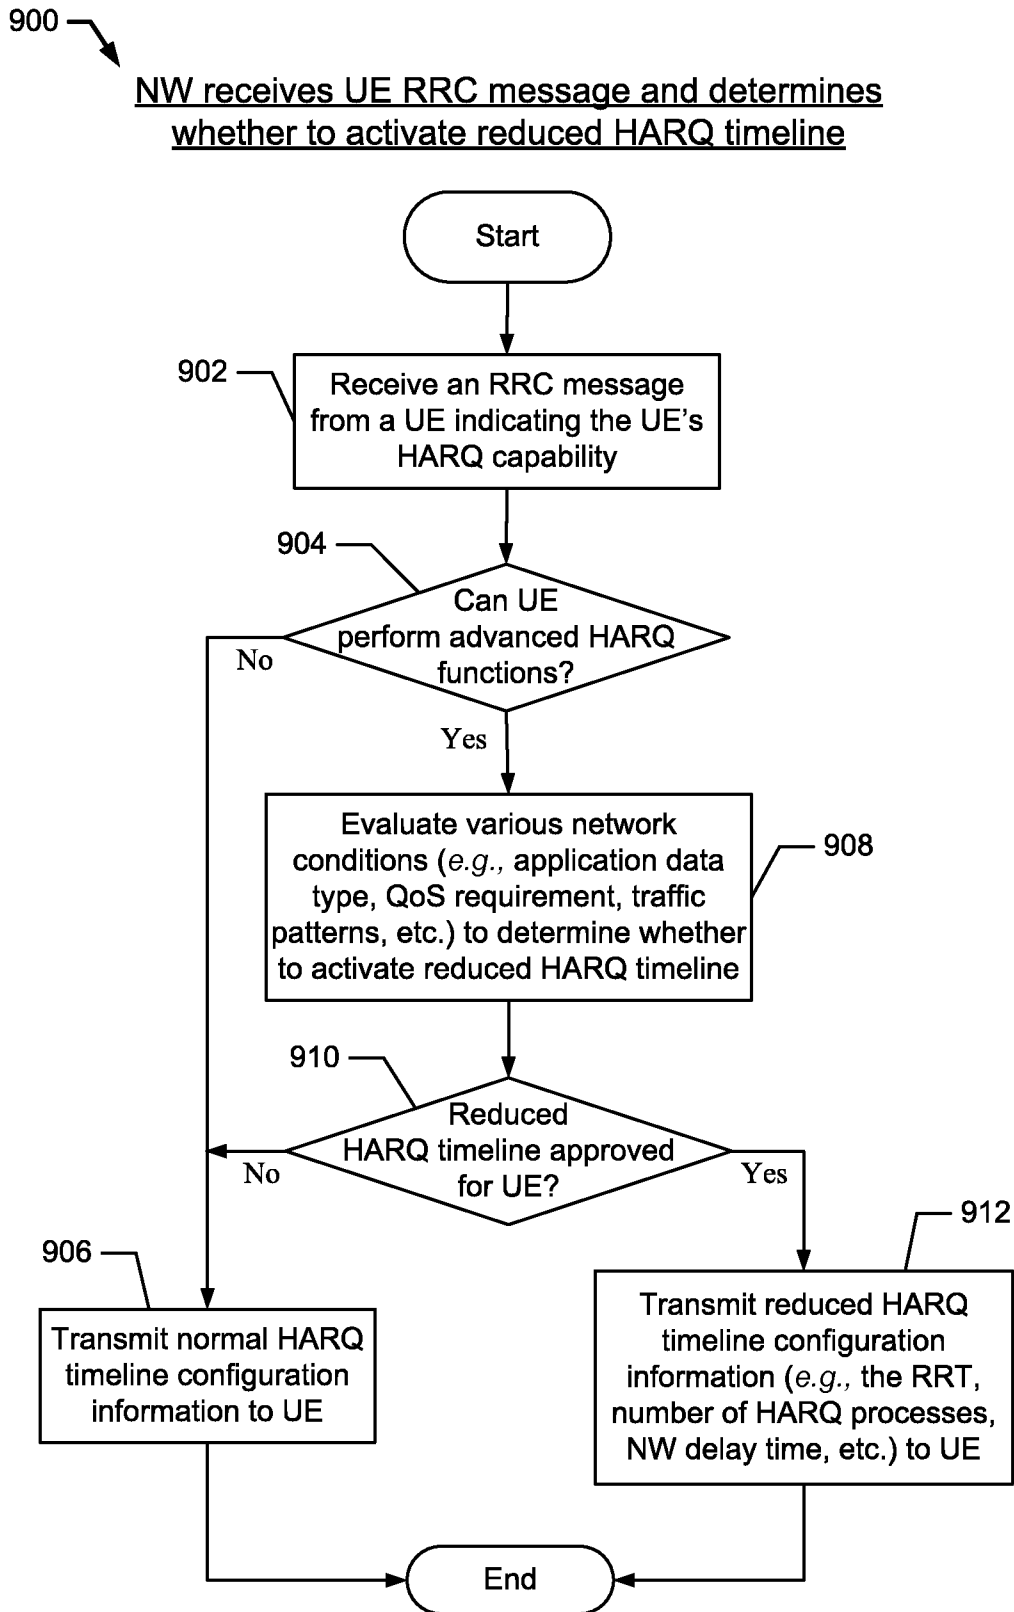 900
NW receives UE RRC message and determines
whether to activate reduced HARQ timeline
Start
902
Receive an RRC message
from a UE indicating the UE's
HARQ capability
904
Can UE
perform advanced HARQ
functions?
No
Yes
Evaluate various network
conditions (e.g., application data
type, QoS requirement, traffic
patterns, etc.) to determine whether
to activate reduced HARQ timeline
908
910
Reduced
HARQ timeline approved
for UE?
No
Yes
906
Transmit normal HARQ
timeline configuration
information to UE
912
Transmit reduced HARQ
timeline configuration
information (e.g., the RRT,
number of HARQ processes,
NW delay time, etc.) to UE
End